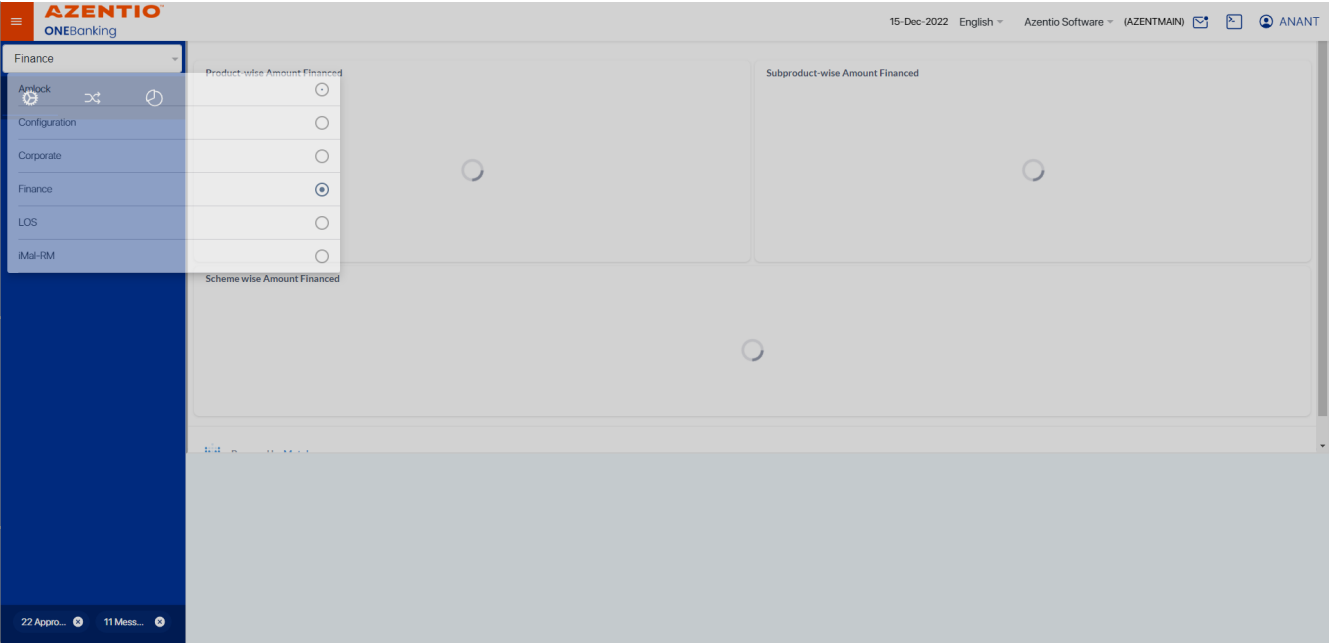 AZENTIO
ONEBanking
15-Dec-2022 English Azentio Software (AZENTMAIN) ANANT
Finance
Product-wise Amount Financed
Subproduct-wise Amount Financed
Amlock
Configuration
Corporate
Finance
LOS
iMal-RM
Scheme wise Amount Financed
22 Appro...
11 Mess...